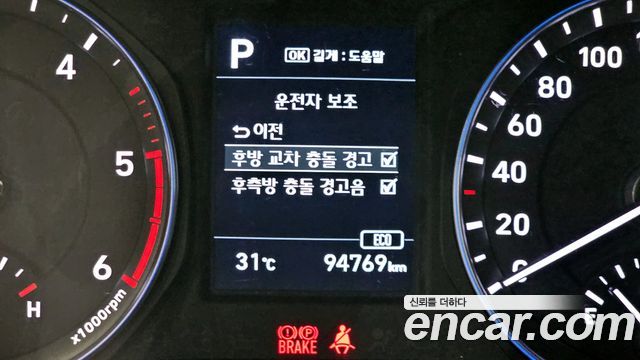 P OK 길게 : 도움말
운전자 보조
이전
후방 교차 충돌 경고
후측방 충돌 경고음
ECO
31℃ 94769km
4
5
6
x1000rpm
H
100
80
60
40
20
0
E
BRAKE
신뢰를 더하다
encar.com